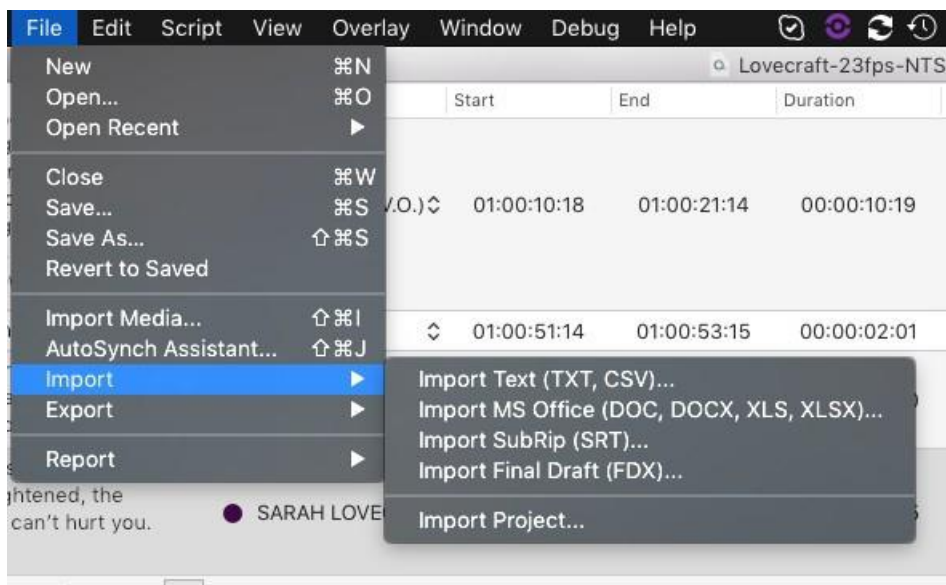 File Edit Script View Overlay Window Debug Help
Lovecraft-23fps-NTS
Start End Duration
New ⌘N
Open... ⌘O
Open Recent ▶
Close ⌘W
Save... ⌘S
Save As... ⇧⌘S
Revert to Saved
Import Media... ⇧⌘I
AutoSynch Assistant... ⇧⌘J
Import ▶
Export ▶
Report ▶
V.O.) 01:00:10:18 01:00:21:14 00:00:10:19
01:00:51:14 01:00:53:15 00:00:02:01
Import Text (TXT, CSV)...
Import MS Office (DOC, DOCX, XLS, XLSX)...
Import SubRip (SRT)...
Import Final Draft (FDX)...
Import Project...
ghtened, the
can't hurt you.
SARAH LOVE